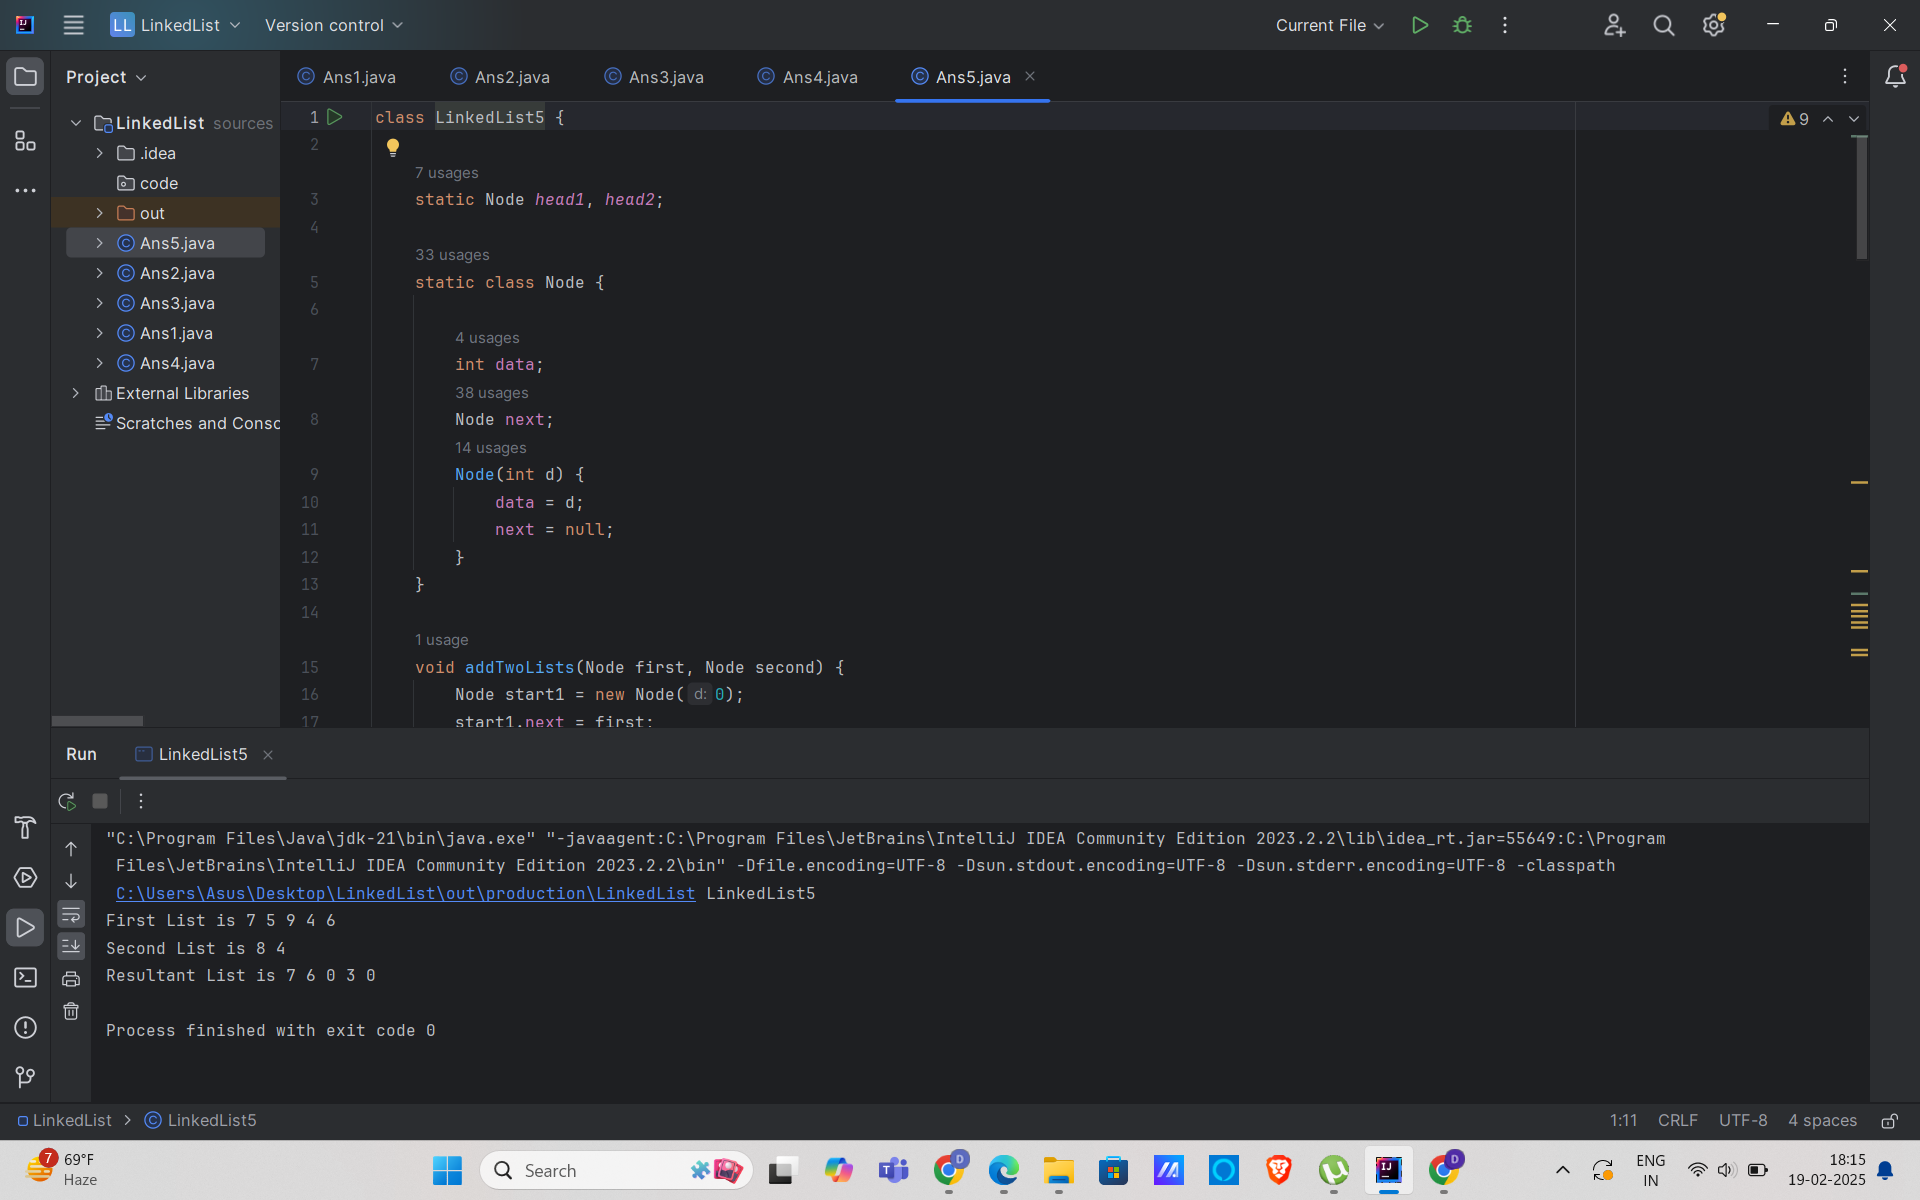 LL LinkedList Version control Current File
Project
Ans1.java Ans2.java Ans3.java Ans4.java Ans5.java
LinkedList sources
.idea
code
out
Ans5.java
Ans2.java
Ans3.java
Ans1.java
Ans4.java
External Libraries
Scratches and Consc
9
1 class LinkedList5 {
2
7 usages
3 static Node head1, head2;
4
33 usages
5 static class Node {
6
4 usages
7 int data;
38 usages
8 Node next;
14 usages
9 Node(int d) {
10 data = d;
11 next = null;
12 }
13 }
14
1 usage
15 void addTwoLists(Node first, Node second) {
16 Node start1 = new Node( d: 0);
17 start1.next = first;
Run LinkedList5
"C:\Program Files\Java\jdk-21\bin\java.exe" "-javaagent:C:\Program Files\JetBrains\IntelliJ IDEA Community Edition 2023.2.2\lib\idea_rt.jar=55649:C:\Program
Files\JetBrains\IntelliJ IDEA Community Edition 2023.2.2\bin" -Dfile.encoding=UTF-8 -Dsun.stdout.encoding=UTF-8 -Dsun.stderr.encoding=UTF-8 -classpath
C:\Users\Asus\Desktop\LinkedList\out\production\LinkedList LinkedList5
First List is 7 5 9 4 6
Second List is 8 4
Resultant List is 7 6 0 3 0
Process finished with exit code 0
LinkedList > LinkedList5
1:11 CRLF UTF-8 4 spaces
7 69°F
Haze
Search
D
D
ENG
IN
18:15
19-02-2025